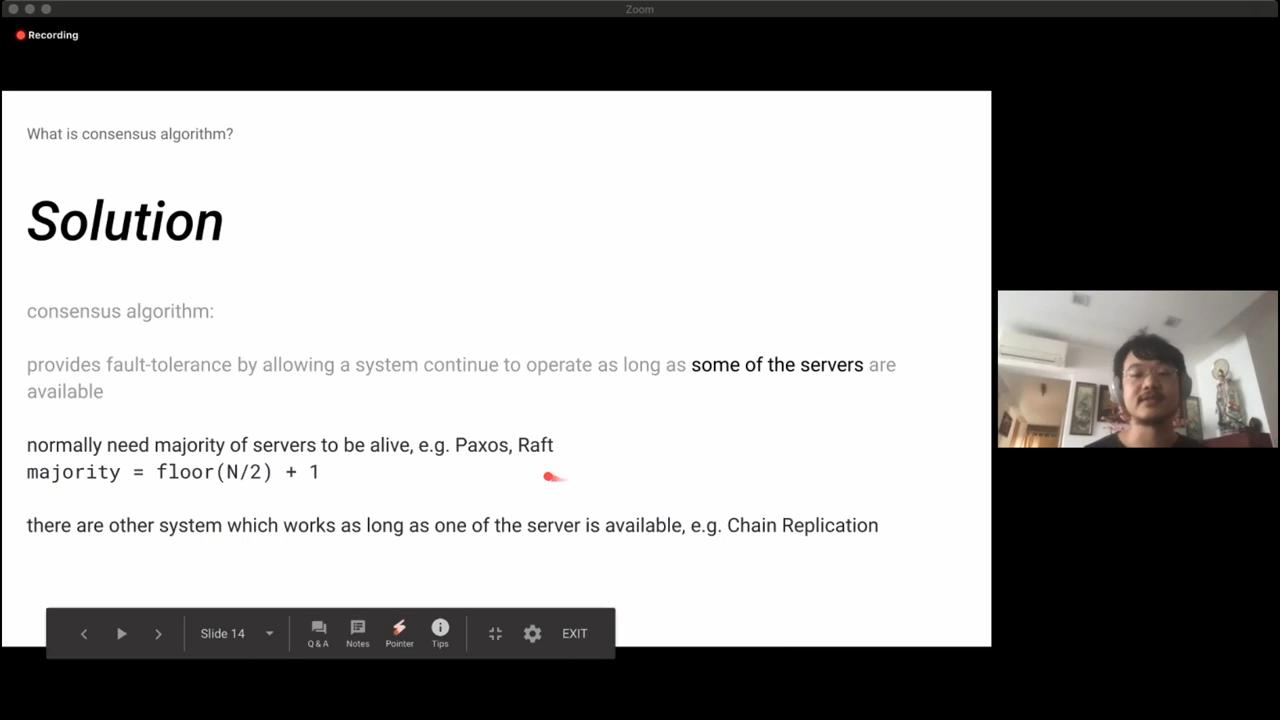 Zoom
Recording
What is consensus algorithm?
Solution
consensus algorithm:
provides fault-tolerance by allowing a system continue to operate as long as some of the servers are
available
normally need majority of servers to be alive, e.g. Paxos, Raft
majority = floor(N/2) + 1
there are other system which works as long as one of the server is available, e.g. Chain Replication
Slide 14
Q & A
Notes
Pointer
Tips
EXIT